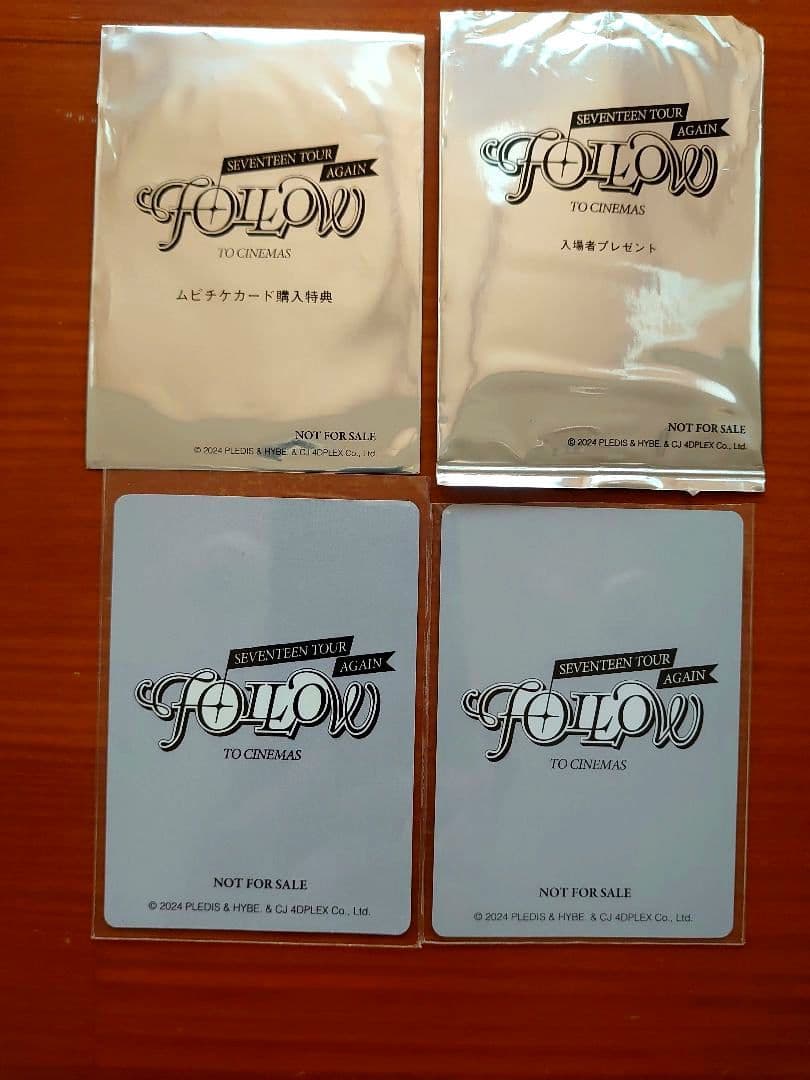 SEVENTEEN TOUR
AGAIN
FOLLOW
TO CINEMAS
ムビチケカード購入特典
NOT FOR SALE
© 2024 PLEDIS & HYBE. & CJ 4DPLEX Co., Ltd.
SEVENTEEN TOUR
AGAIN
FOLLOW
TO CINEMAS
入場者プレゼント
NOT FOR SALE
© 2024 PLEDIS & HYBE. & CJ 4DPLEX Co., Ltd.
SEVENTEEN TOUR
AGAIN
FOLLOW
TO CINEMAS
NOT FOR SALE
© 2024 PLEDIS & HYBE. & CJ 4DPLEX Co., Ltd.
SEVENTEEN TOUR
AGAIN
FOLLOW
TO CINEMAS
NOT FOR SALE
© 2024 PLEDIS & HYBE. & CJ 4DPLEX Co., Ltd.